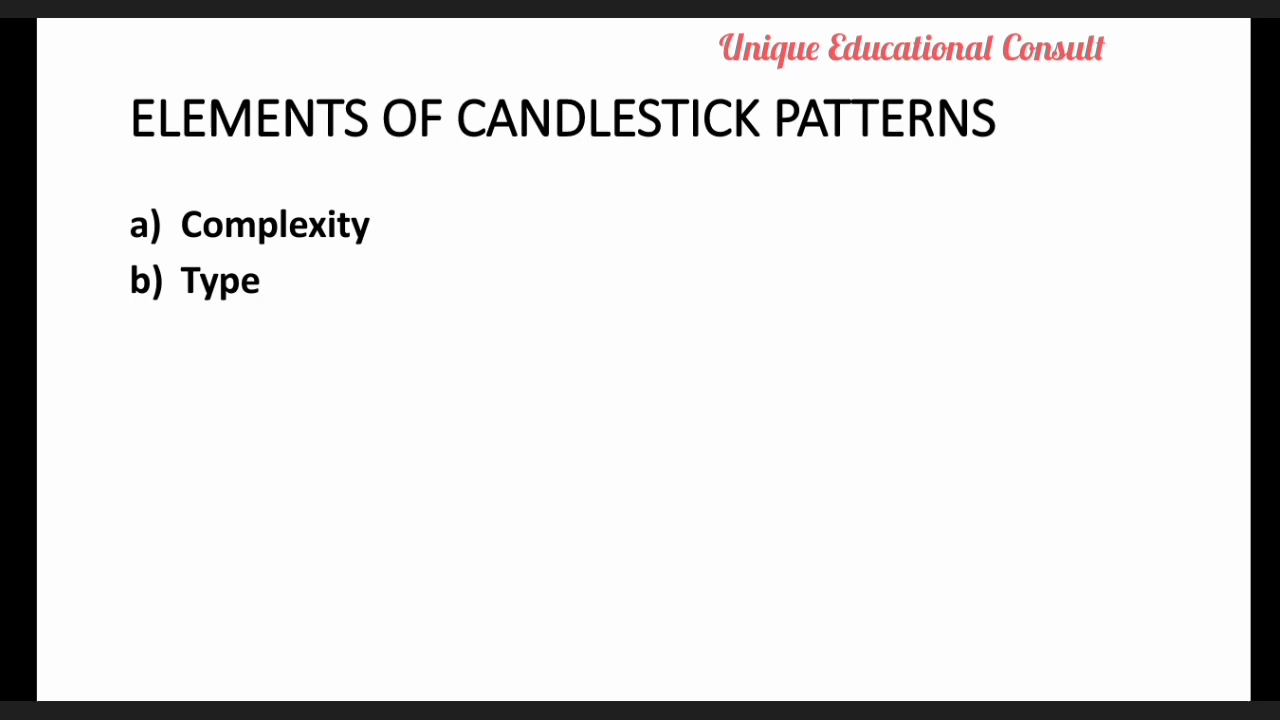 Unique Educational Consult
ELEMENTS OF CANDLESTICK PATTERNS
a) Complexity
b) Type